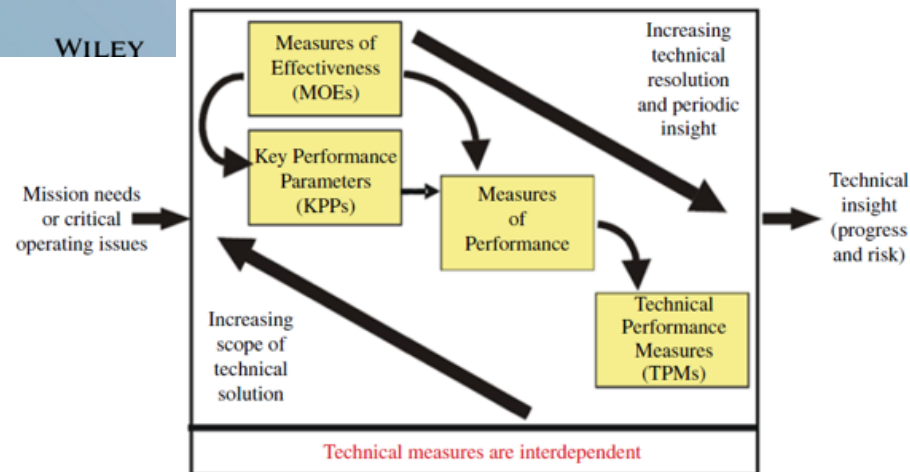 WILEY
Measures of
Effectiveness
(MOEs)
Increasing
technical
resolution
and periodic
insight
Key Performance
Parameters
(KPPs)
Mission needs
or critical
operating issues
Measures
of
Performance
Technical
insight
(progress
and risk)
Increasing
scope of
technical
solution
Technical
Performance
Measures
(TPMs)
Technical measures are interdependent